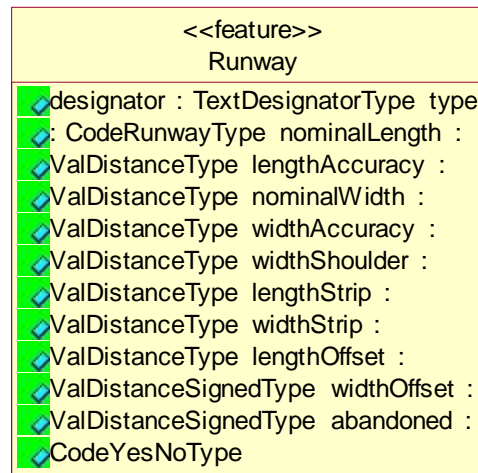 <<feature>>
Runway
designator : TextDesignatorType type
: CodeRunwayType nominalLength :
ValDistanceType lengthAccuracy :
ValDistanceType nominalWidth :
ValDistanceType widthAccuracy :
ValDistanceType widthShoulder :
ValDistanceType lengthStrip :
ValDistanceType widthStrip :
ValDistanceType lengthOffset :
ValDistanceSignedType widthOffset :
ValDistanceSignedType abandoned :
CodeYesNoType